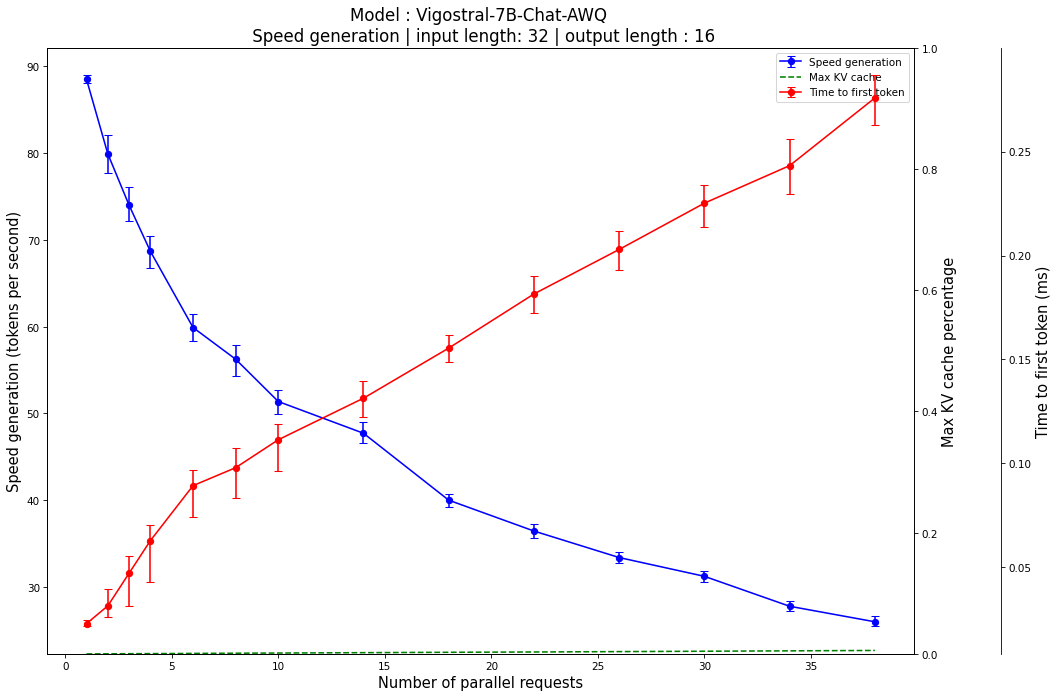 Model : Vigostral-7B-Chat-AWQ
Speed generation | input length: 32 | output length : 16
Speed generation
Max KV cache
Time to first token
Speed generation (tokens per second)
90
80
70
60
50
40
30
0
5
10
15
20
25
30
35
Number of parallel requests
1.0
0.8
0.6
0.4
0.2
0.0
Max KV cache percentage
0.25
0.20
0.15
0.10
0.05
Time to first token (ms)